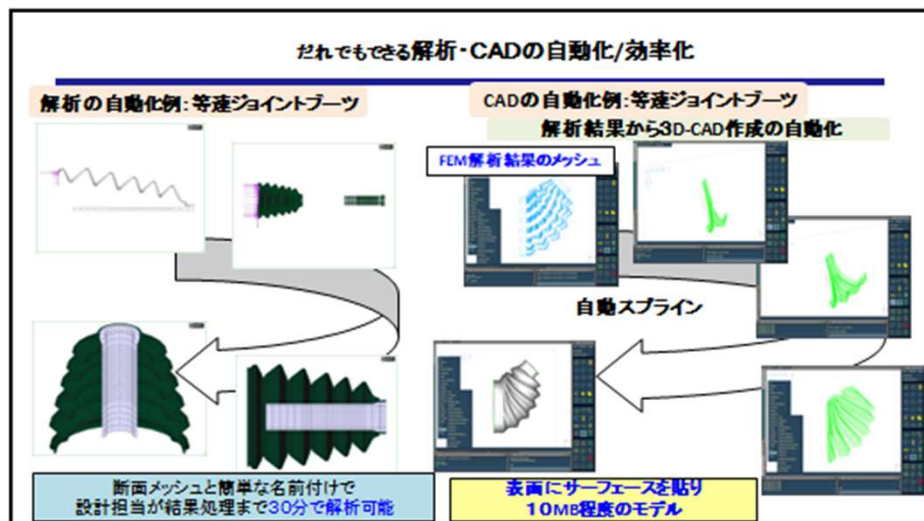 だれでもできる解析・CADの自動化/効率化
解析の自動化例:等速ジョイントブーツ
CADの自動化例:等速ジョイントブーツ
解析結果から3D-CAD作成の自動化
FEM解析結果のメッシュ
自動スプライン
断面メッシュと簡単な名前付けで
設計担当が結果処理まで30分で解析可能
表面にサーフェースを貼り
10MB程度のモデル